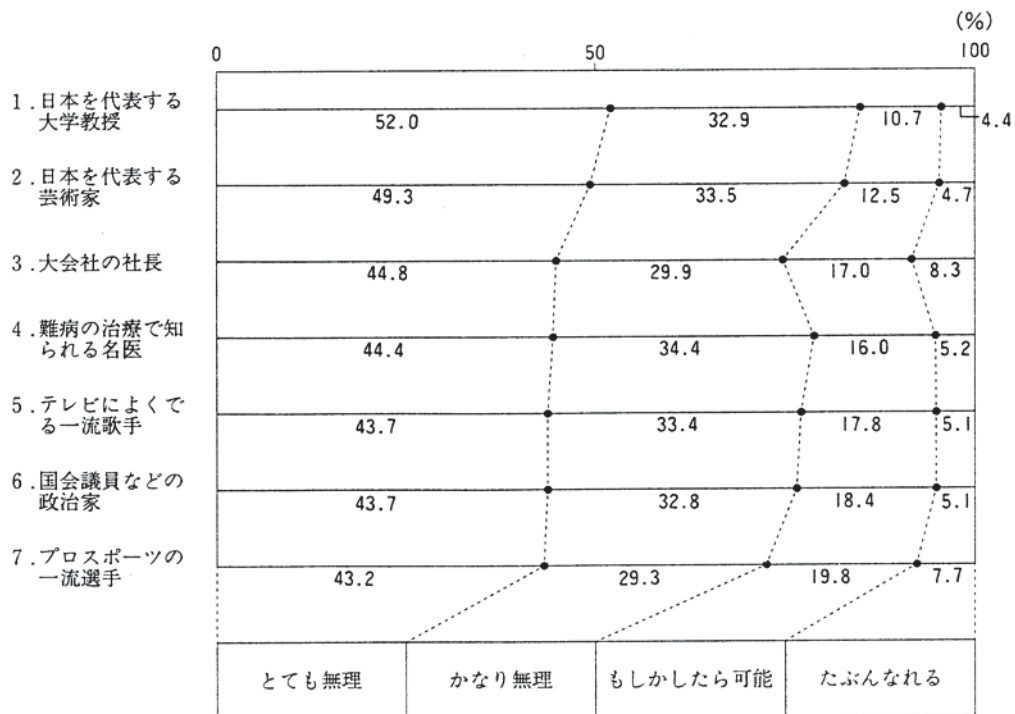 (%)
0 50 100
1.日本を代表する
大学教授
52.0 32.9 10.7 4.4
2.日本を代表する
芸術家
49.3 33.5 12.5 4.7
3.大会社の社長
44.8 29.9 17.0 8.3
4.難病の治療で知
られる名医
44.4 34.4 16.0 5.2
5.テレビによくで
る一流歌手
43.7 33.4 17.8 5.1
6.国会議員などの
政治家
43.7 32.8 18.4 5.1
7.プロスポーツの
一流選手
43.2 29.3 19.8 7.7
とても無理 かなり無理 もしかしたら可能 たぶんなれる